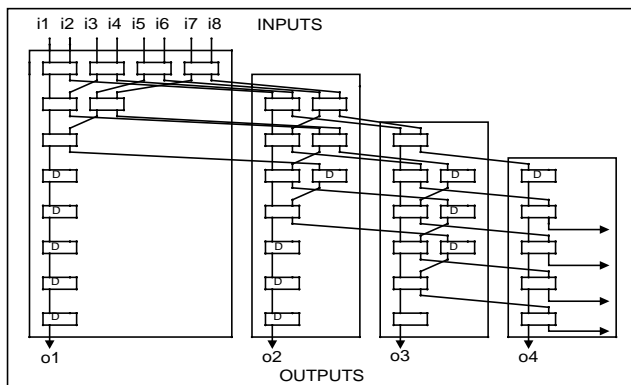 i1 i2 i3 i4 i5 i6 i7 i8 INPUTS
D D D
D D
D D
D
D D
D D
o1 o2 o3 o4
OUTPUTS